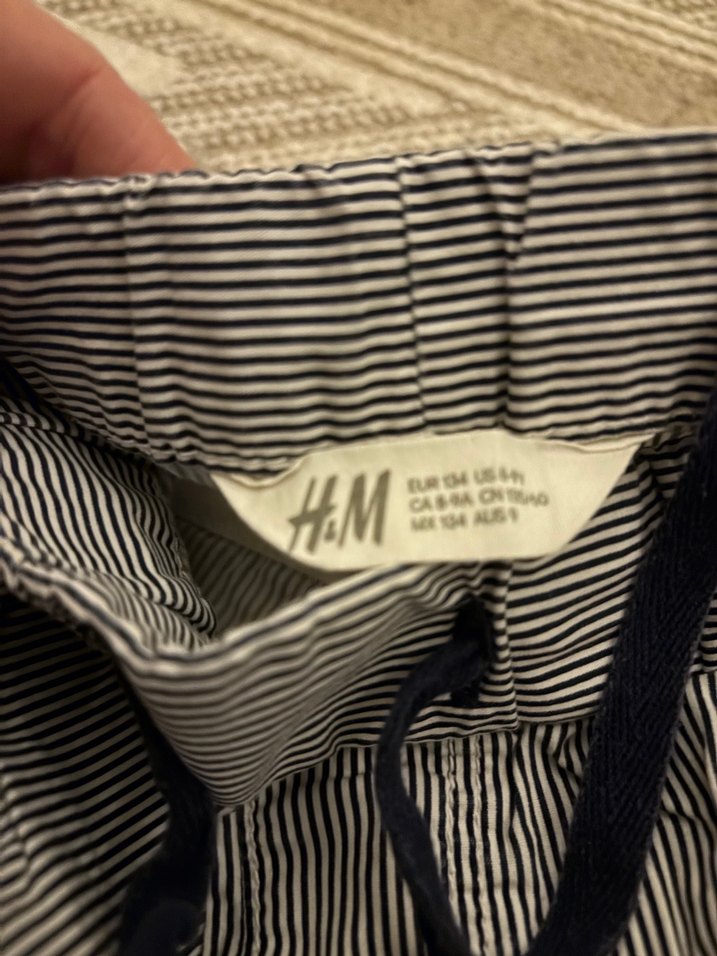 H&M
EUR 134 US 8-9Y
CA 8-9A CN 135/60
MX 134 AUS 9